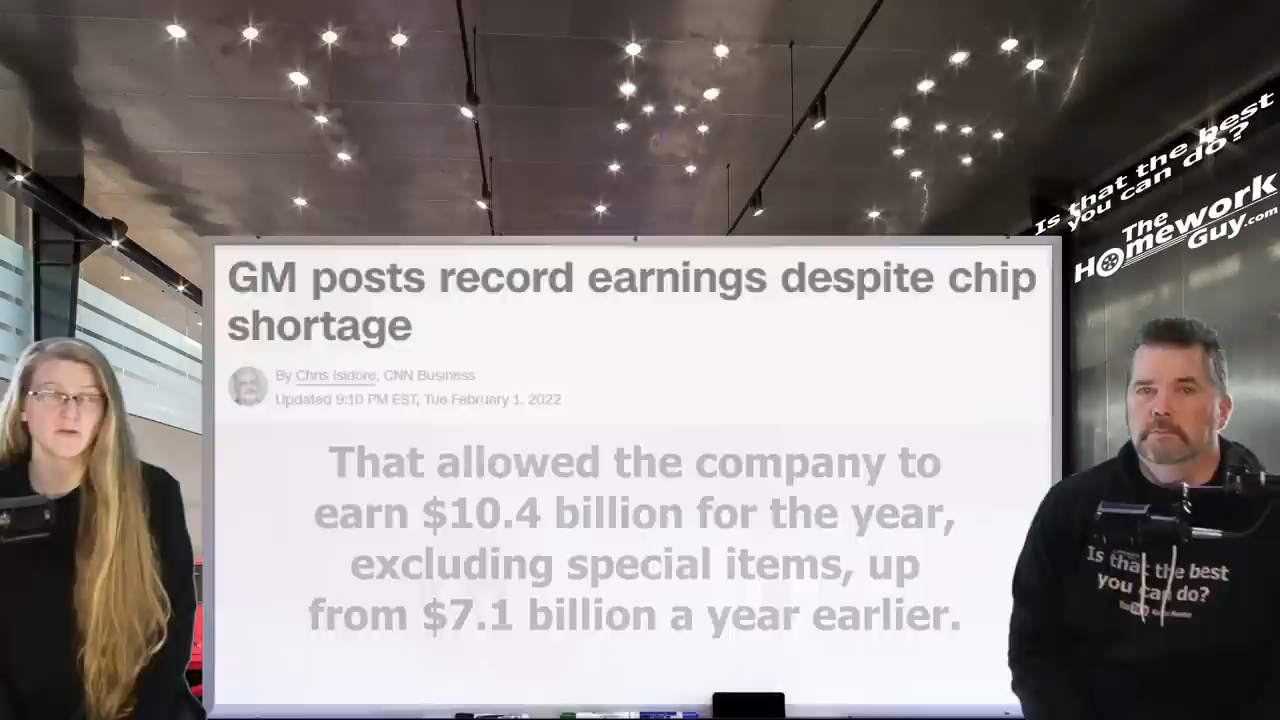 Is that the best
you can do?
The
Homework
Guy.com
GM posts record earnings despite chip
shortage
By Chris Isidore, CNN Business
Updated 9:10 PM EST, Tue February 1, 2022
That allowed the company to
earn $10.4 billion for the year,
excluding special items, up
from $7.1 billion a year earlier.
Is that the best
you can do?